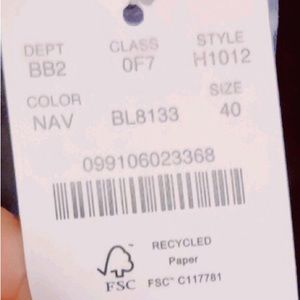 DEPT CLASS STYLE
BB2 0F7 H1012
COLOR SIZE
NAV BL8133 40
099106023368
RECYCLED
Paper
FSC FSC™ C117781